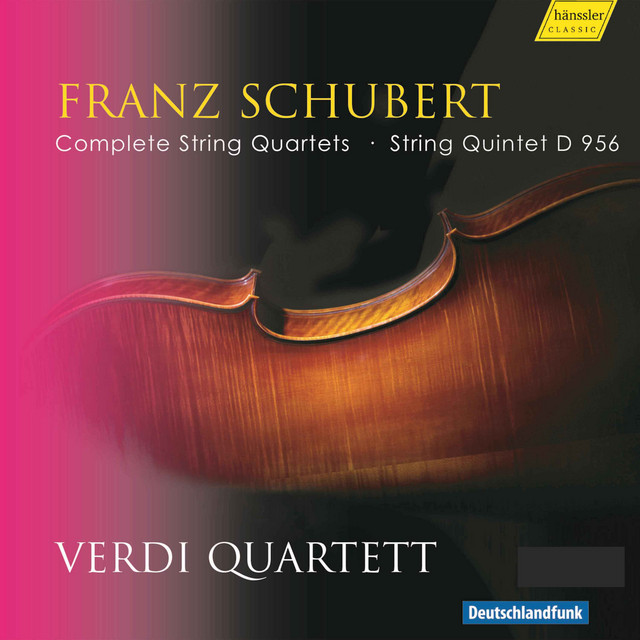 hänssler
CLASSIC
FRANZ SCHUBERT
Complete String Quartets · String Quintet D 956
VERDI QUARTETT
Deutschlandfunk